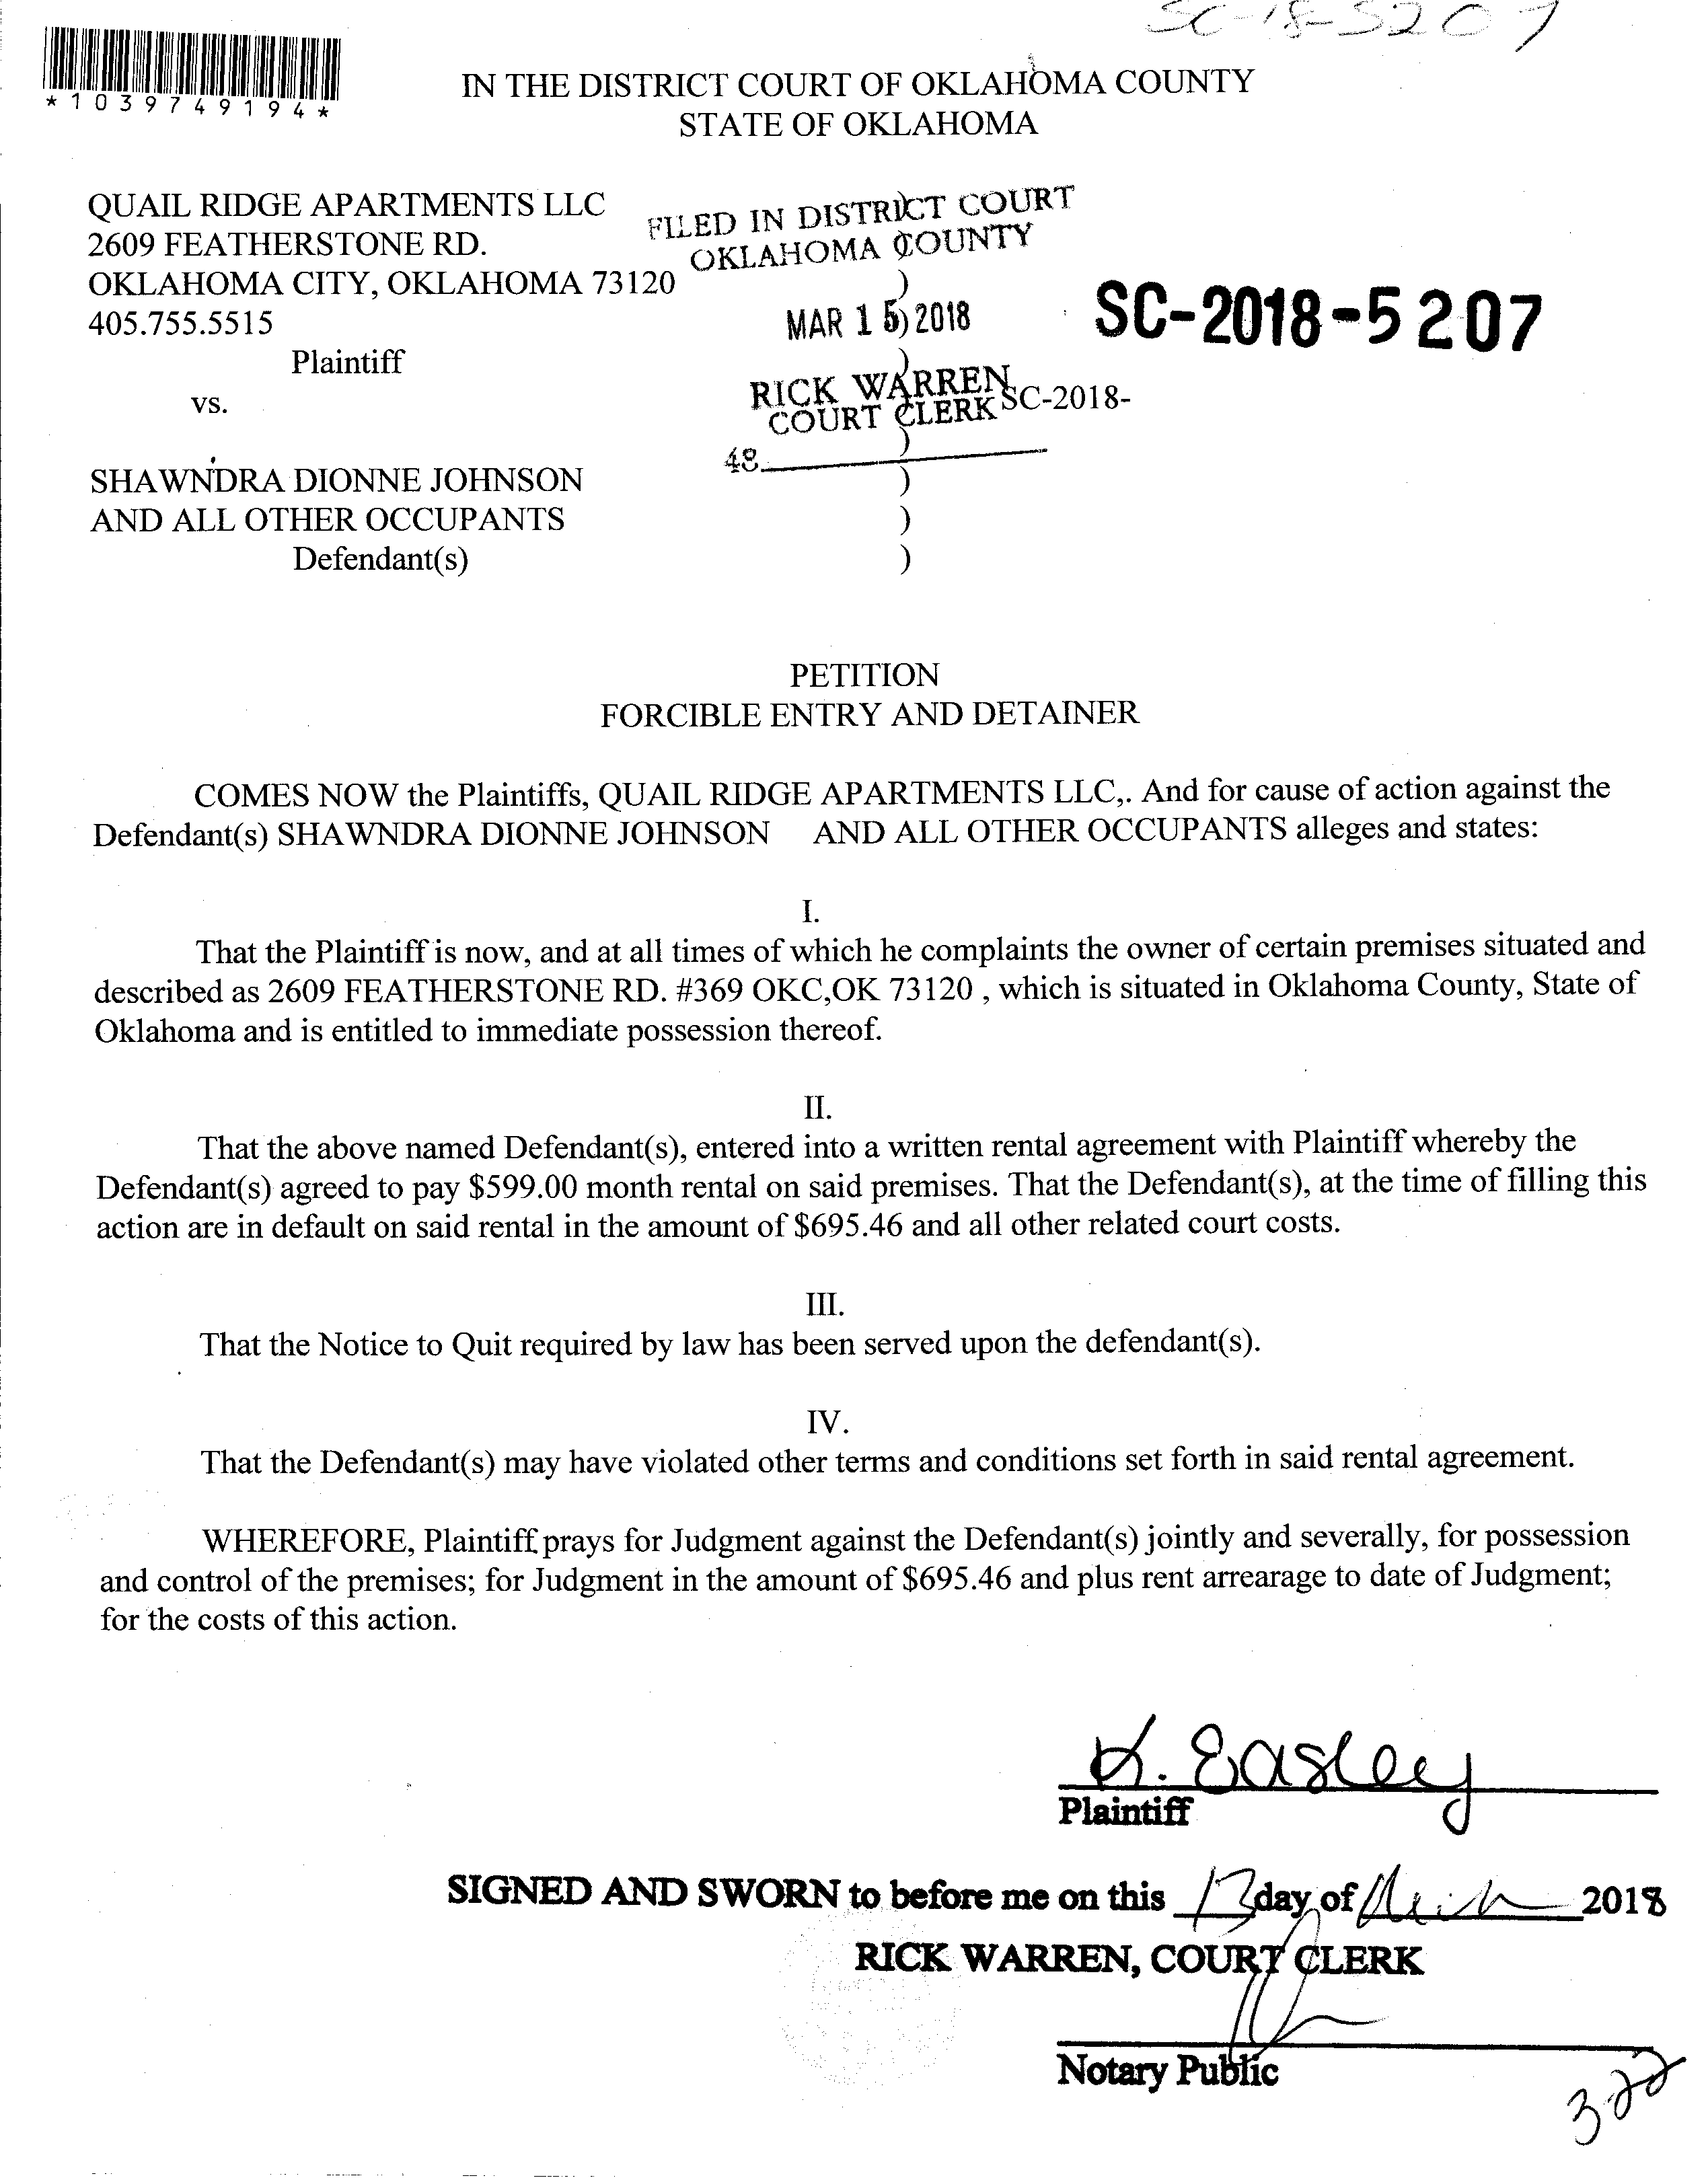 SC-18-5207
*1039749194*
IN THE DISTRICT COURT OF OKLAHOMA COUNTY
STATE OF OKLAHOMA
QUAIL RIDGE APARTMENTS LLC
2609 FEATHERSTONE RD.
OKLAHOMA CITY, OKLAHOMA 73120
405.755.5515
Plaintiff
vs.
SHAWNDRA DIONNE JOHNSON
AND ALL OTHER OCCUPANTS
Defendant(s)
FILED IN DISTRICT COURT
OKLAHOMA COUNTY
)
MAR 15 2018
)
)
RICK WARREN
COURT CLERK
SC-2018-
)
48
)
)
)
SC-2018-5207
PETITION
FORCIBLE ENTRY AND DETAINER
COMES NOW the Plaintiffs, QUAIL RIDGE APARTMENTS LLC,. And for cause of action against the
Defendant(s) SHAWNDRA DIONNE JOHNSON AND ALL OTHER OCCUPANTS alleges and states:
I.
That the Plaintiff is now, and at all times of which he complaints the owner of certain premises situated and
described as 2609 FEATHERSTONE RD. #369 OKC,OK 73120 , which is situated in Oklahoma County, State of
Oklahoma and is entitled to immediate possession thereof.
II.
That the above named Defendant(s), entered into a written rental agreement with Plaintiff whereby the
Defendant(s) agreed to pay $599.00 month rental on said premises. That the Defendant(s), at the time of filling this
action are in default on said rental in the amount of $695.46 and all other related court costs.
III.
That the Notice to Quit required by law has been served upon the defendant(s).
IV.
That the Defendant(s) may have violated other terms and conditions set forth in said rental agreement.
WHEREFORE, Plaintiff prays for Judgment against the Defendant(s) jointly and severally, for possession
and control of the premises; for Judgment in the amount of $695.46 and plus rent arrearage to date of Judgment;
for the costs of this action.
K. Easley
Plaintiff
SIGNED AND SWORN to before me on this 13 day of March 2018
RICK WARREN, COURT CLERK
Notary Public
322